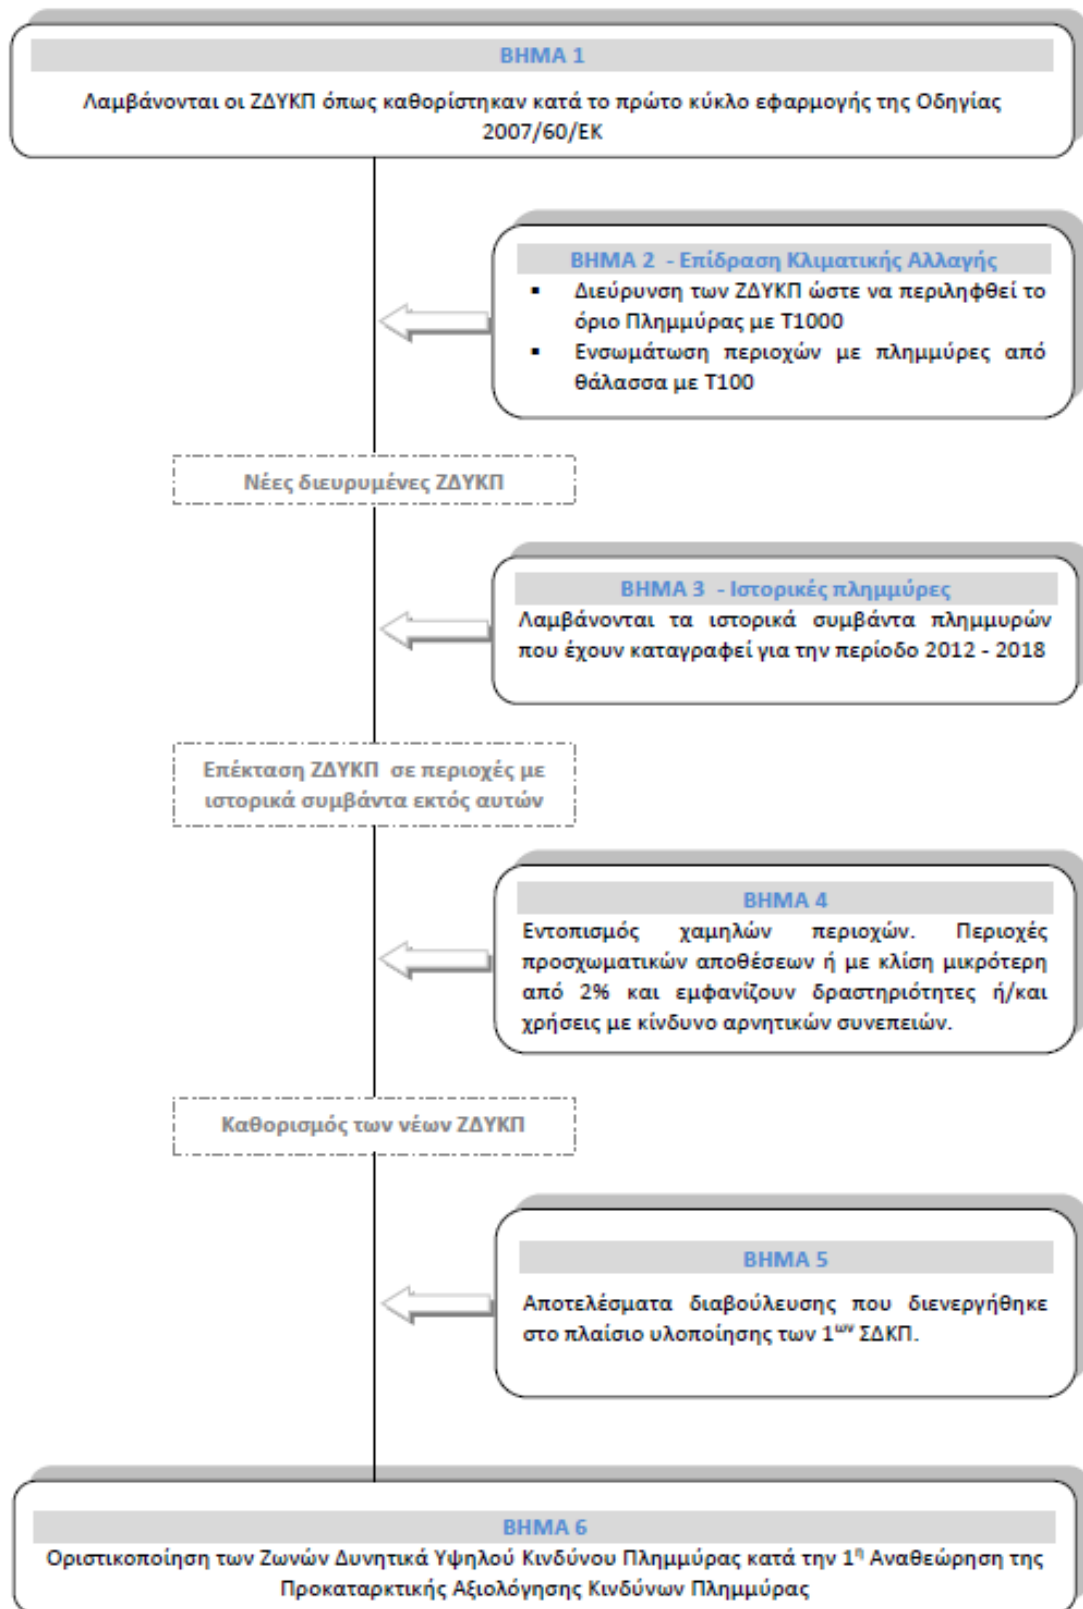 ΒΗΜΑ 1
Λαμβάνονται οι ΖΔΥΚΠ όπως καθορίστηκαν κατά το πρώτο κύκλο εφαρμογής της Οδηγίας
2007/60/ΕΚ
ΒΗΜΑ 2 - Επίδραση Κλιματικής Αλλαγής
▪ Διεύρυνση των ΖΔΥΚΠ ώστε να περιληφθεί το
όριο Πλημμύρας με Τ1000
▪ Ενσωμάτωση περιοχών με πλημμύρες από
θάλασσα με Τ100
Νέες διευρυμένες ΖΔΥΚΠ
ΒΗΜΑ 3 - Ιστορικές πλημμύρες
Λαμβάνονται τα ιστορικά συμβάντα πλημμυρών
που έχουν καταγραφεί για την περίοδο 2012 - 2018
Επέκταση ΖΔΥΚΠ σε περιοχές με
ιστορικά συμβάντα εκτός αυτών
ΒΗΜΑ 4
Εντοπισμός χαμηλών περιοχών. Περιοχές
προσχωματικών αποθέσεων ή με κλίση μικρότερη
από 2% και εμφανίζουν δραστηριότητες ή/και
χρήσεις με κίνδυνο αρνητικών συνεπειών.
Καθορισμός των νέων ΖΔΥΚΠ
ΒΗΜΑ 5
Αποτελέσματα διαβούλευσης που διενεργήθηκε
στο πλαίσιο υλοποίησης των 1ων ΣΔΚΠ.
ΒΗΜΑ 6
Οριστικοποίηση των Ζωνών Δυνητικά Υψηλού Κινδύνου Πλημμύρας κατά την 1η Αναθεώρηση της
Προκαταρκτικής Αξιολόγησης Κινδύνων Πλημμύρας